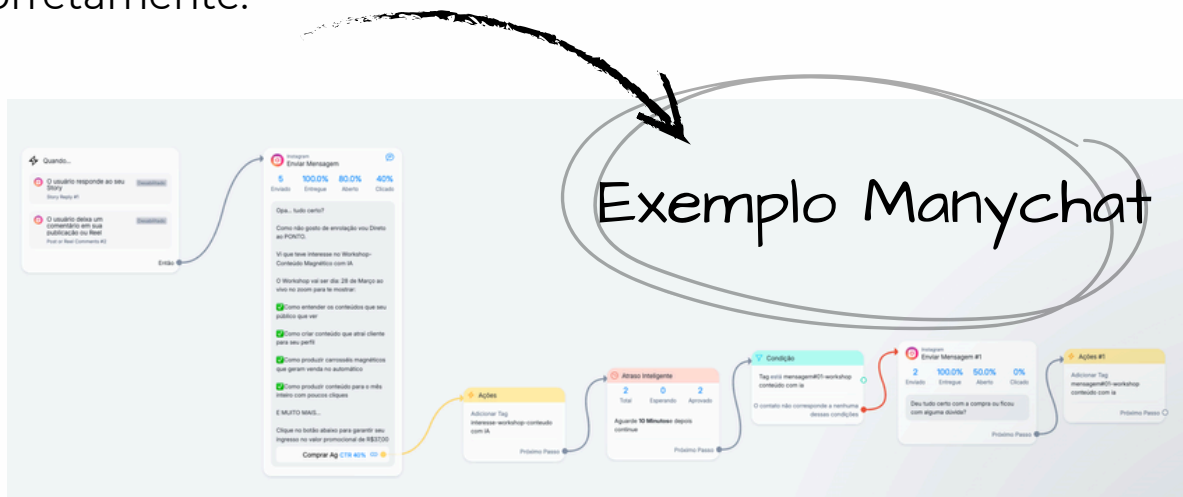 orretamente.
Exemplo Manychat
Quando...
O usuário responde ao seu
Story
Desabilitado
Story Reply #1
O usuário deixa um
comentário em sua
publicação ou Reel
Desabilitado
Post or Reel Comments #2
Então
Instagram
Enviar Mensagem
5 100.0% 80.0% 40%
Enviado Entregue Aberto Clicado
Opa... tudo certo?
Como não gosto de enrolação vou Direto
ao PONTO.
Vi que teve interesse no Workshop-
Conteúdo Magnético com IA
O Workshop vai ser dia: 28 de Março ao
vivo no zoom para te mostrar:
✅Como entender os conteúdos que seu
público quer ver
✅Como criar conteúdo que atrai cliente
para seu perfil
✅Como produzir carrosséis magnéticos
que geram venda no automático
✅Como produzir conteúdo para o mês
inteiro com poucos cliques
E MUITO MAIS...
Clique no botão abaixo para garantir seu
ingresso no valor promocional de R$37,00
Comprar Ag CTR 40%
Ações
Adicionar Tag
interesse-workshop-conteudo
com IA
Próximo Passo
Atraso Inteligente
2 0 2
Total Esperando Aprovado
Aguarde 10 Minutos e depois
continue
Próximo Passo
Condição
Tag está mensagem#01-workshop
conteúdo com ia
O contato não corresponde a nenhuma
dessas condições
Instagram
Enviar Mensagem #1
2 100.0% 50.0% 0%
Enviado Entregue Aberto Clicado
Deu tudo certo com a compra ou ficou
com alguma dúvida?
Próximo Passo
Ações #1
Adicionar Tag
mensagem#01-workshop
conteúdo com ia
Próximo Passo